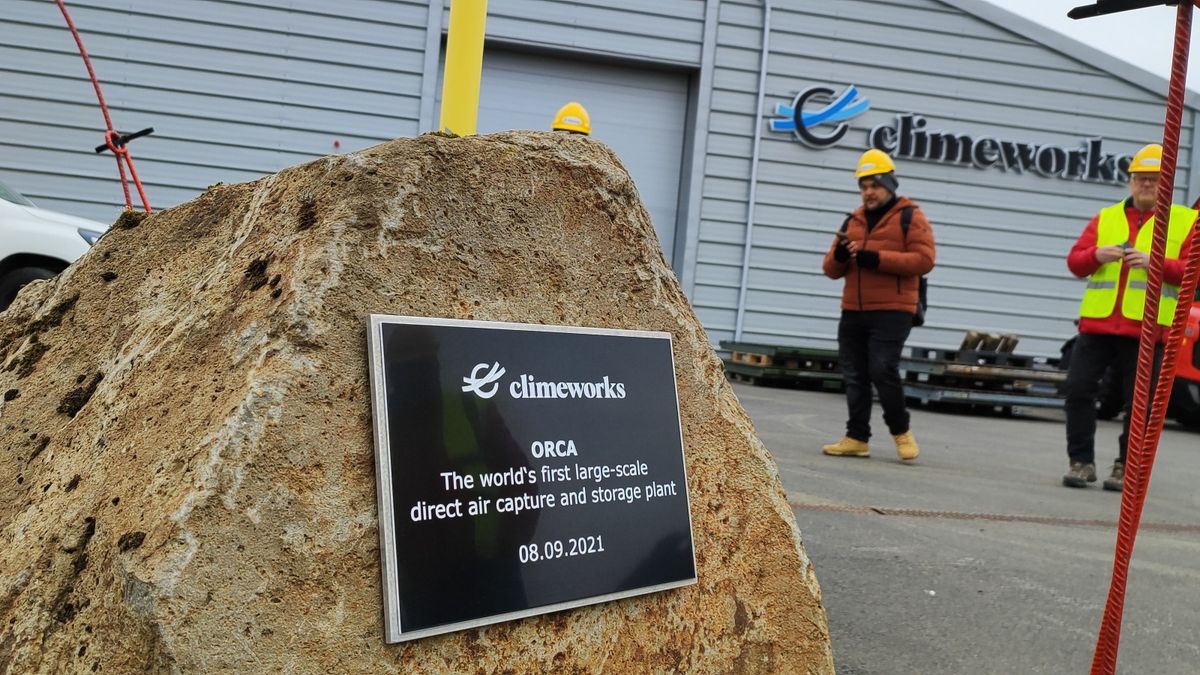 climeworks
climeworks
ORCA
The world's first large-scale
direct air capture and storage plant
08.09.2021